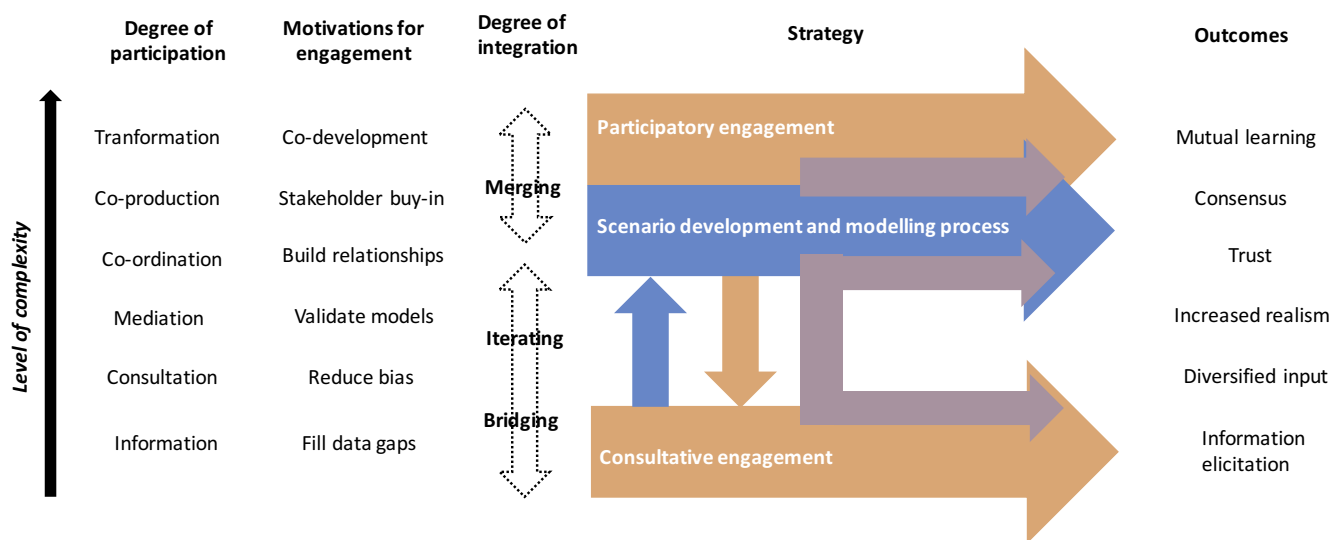 Degree of
participation
Motivations for
engagement
Degree of
integration
Strategy
Outcomes
Level of complexity
Tranformation
Co-development
Merging
Participatory engagement
Mutual learning
Co-production
Stakeholder buy-in
Scenario development and modelling process
Consensus
Co-ordination
Build relationships
Trust
Mediation
Validate models
Iterating
Increased realism
Consultation
Reduce bias
Bridging
Diversified input
Information
Fill data gaps
Consultative engagement
Information
elicitation